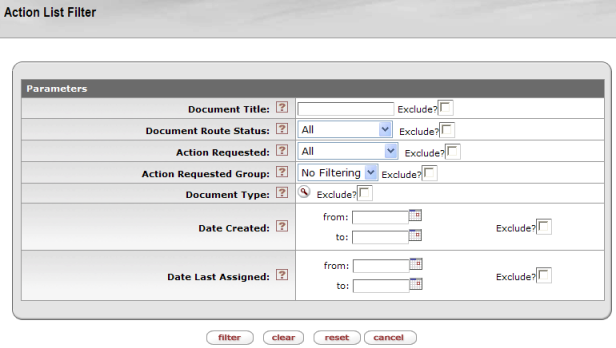 Action List Filter
Parameters
Document Title: ? Exclude?
Document Route Status: ? All Exclude?
Action Requested: ? All Exclude?
Action Requested Group: ? No Filtering Exclude?
Document Type: ? Exclude?
Date Created: ? from: to: Exclude?
Date Last Assigned: ? from: to: Exclude?
filter clear reset cancel